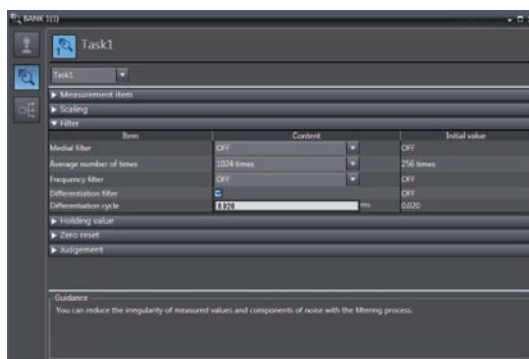 BANK 1(1)
Task1
Task1
Measurement item
Scaling
Filter
Item Content Initial value
Medial filter OFF OFF
Average number of times 1024 times 256 times
Frequency filter OFF OFF
Differentiation filter OFF
Differentiation cycle 0.020 ms 0.020
Holding value
Zero reset
Judgement
Guidance
You can reduce the irregularity of measured values and components of noise with the filtering process.